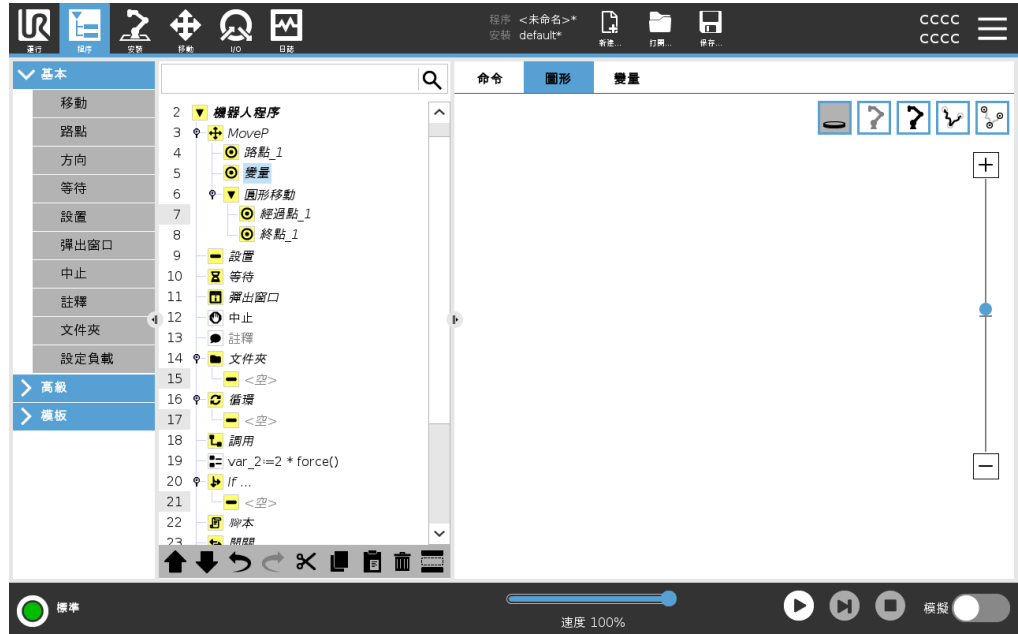 程序 <未命名>*
安裝 default*
新建...
打開...
保存...
CCCC
CCCC
運行
程序
安裝
移動
I/O
日誌
基本
移動
路點
方向
等待
設置
彈出窗口
中止
註釋
文件夾
設定負載
高級
模板
2 機器人程序
3 MoveP
4 路點_1
5 變量
6 圓形移動
7 經過點_1
8 終點_1
9 設置
10 等待
11 彈出窗口
12 中止
13 註釋
14 文件夾
15 <空>
16 循環
17 <空>
18 調用
19 var_2:=2 * force()
20 If ...
21 <空>
22 腳本
23
命令
圖形
變量
標準
速度 100%
模擬